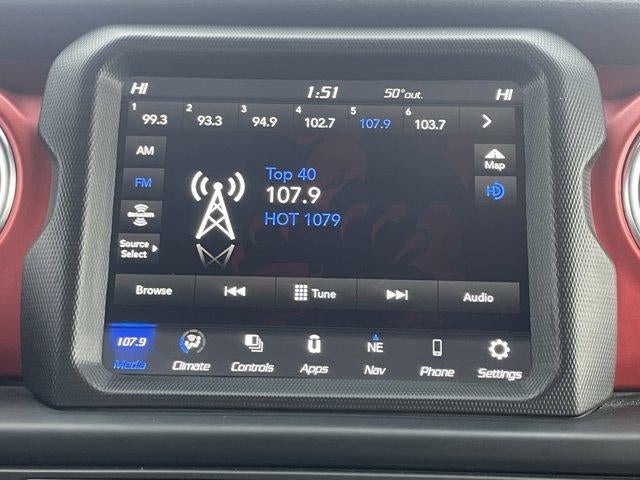 HI 1:51 50°out. HI
1 99.3 2 93.3 3 94.9 4 102.7 5 107.9 6 103.7
AM
Map
Top 40
FM
107.9
HD
HOT 1079
SiriusXM
Source
Select
Browse Tune Audio
107.9 NE
Media Climate Controls Apps Nav Phone Settings